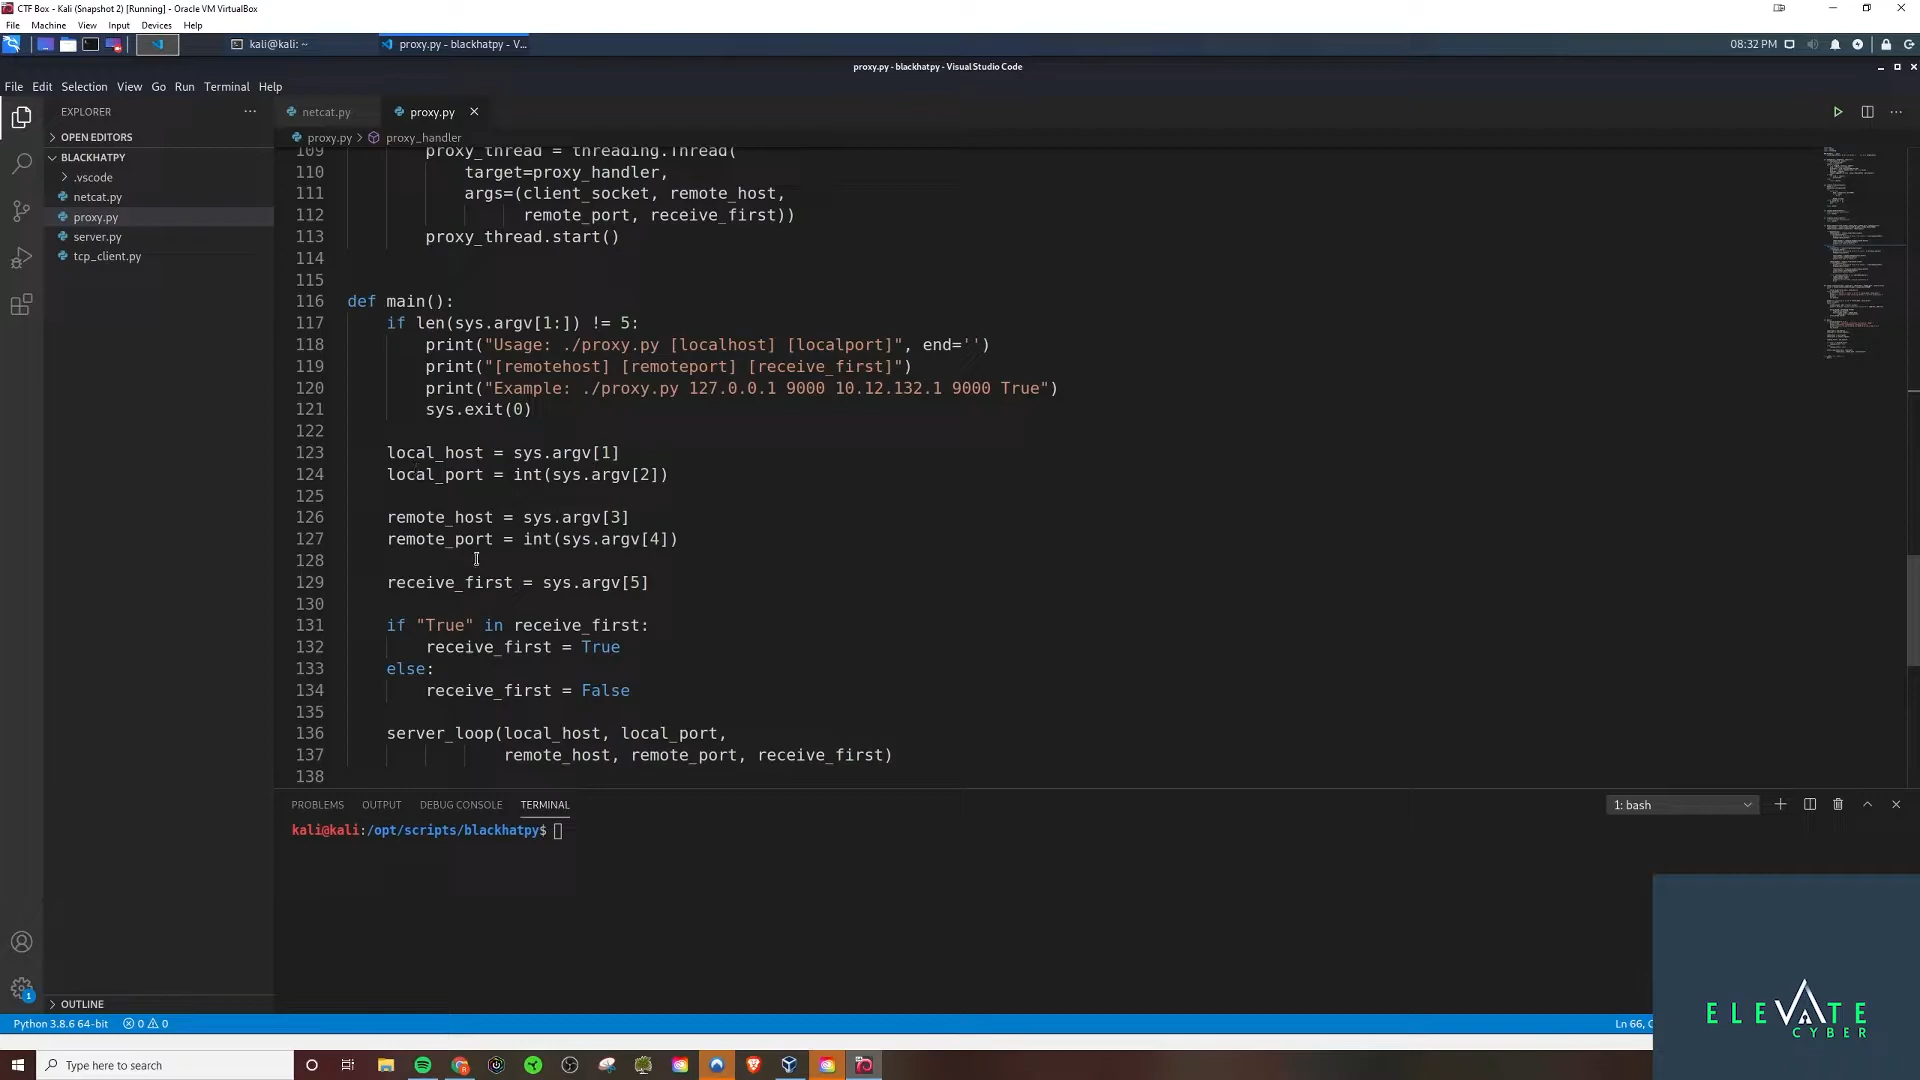 CTF Box - Kali (Snapshot 2) [Running] - Oracle VM VirtualBox
File Machine View Input Devices Help
kali@kali: ~
proxy.py - blackhatpy - V...
08:32 PM
proxy.py - blackhatpy - Visual Studio Code
File Edit Selection View Go Run Terminal Help
EXPLORER
netcat.py
proxy.py
OPEN EDITORS
proxy.py > proxy_handler
BLACKHATPY
.vscode
netcat.py
proxy.py
server.py
tcp_client.py
109 proxy_thread = threading.Thread(
110 target=proxy_handler,
111 args=(client_socket, remote_host,
112 remote_port, receive_first))
113 proxy_thread.start()
114
115
116 def main():
117 if len(sys.argv[1:]) != 5:
118 print("Usage: ./proxy.py [localhost] [localport]", end='')
119 print("[remotehost] [remoteport] [receive_first]")
120 print("Example: ./proxy.py 127.0.0.1 9000 10.12.132.1 9000 True")
121 sys.exit(0)
122
123 local_host = sys.argv[1]
124 local_port = int(sys.argv[2])
125
126 remote_host = sys.argv[3]
127 remote_port = int(sys.argv[4])
128
129 receive_first = sys.argv[5]
130
131 if "True" in receive_first:
132 receive_first = True
133 else:
134 receive_first = False
135
136 server_loop(local_host, local_port,
137 remote_host, remote_port, receive_first)
138
PROBLEMS OUTPUT DEBUG CONSOLE TERMINAL
1: bash
kali@kali:/opt/scripts/blackhatpy$
1
OUTLINE
Python 3.8.6 64-bit 0 0
Ln 66, C
ELEVATE
CYBER
Type here to search